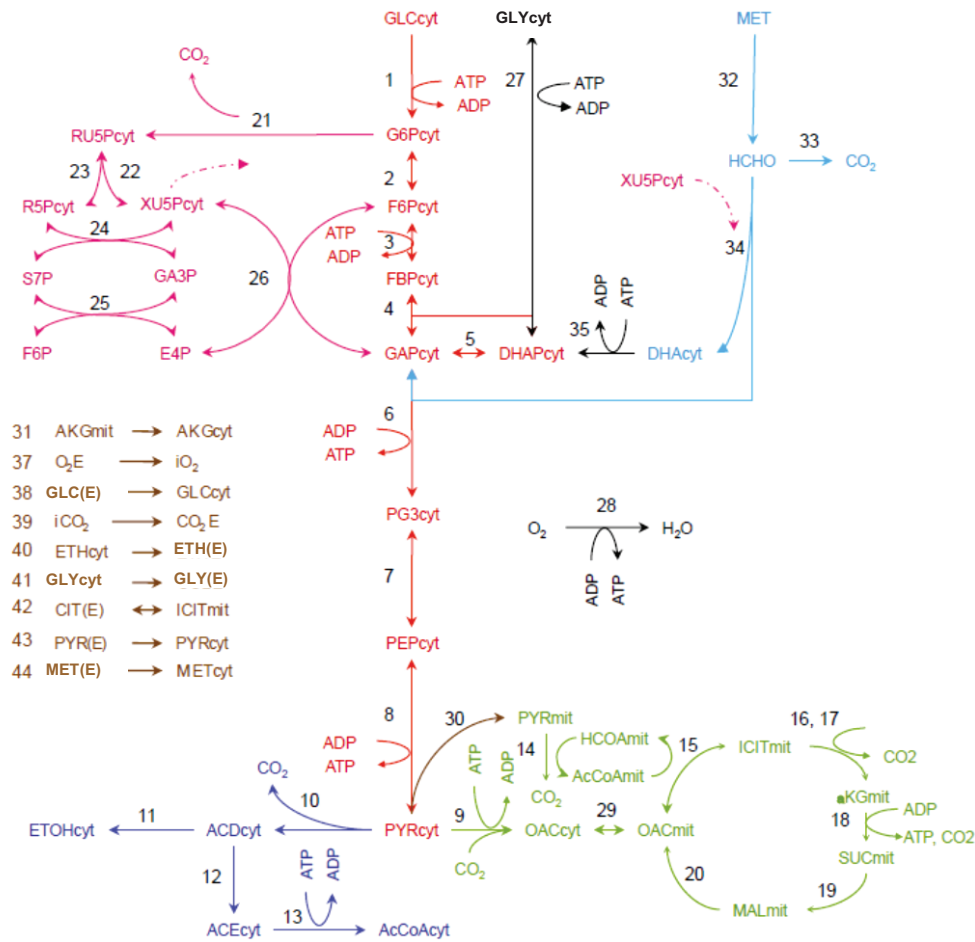 GLCcyt GLYcyt MET
CO2
1 ATP ADP 27 ATP ADP 32
21
RU5Pcyt G6Pcyt 33
HCHO CO2
23 22 2 XU5Pcyt
R5Pcyt XU5Pcyt F6Pcyt
24 ATP 3 ADP 34
S7P GA3P 26 FBPcyt
25 4 ADP ATP
F6P E4P GAPcyt 5 DHAPcyt 35 DHAcyt
6
ADP
ATP
31 AKGmit AKGcyt
37 O2E iO2
38 GLC(E) GLCcyt
39 iCO2 CO2E
40 ETHcyt ETH(E)
41 GLYcyt GLY(E)
42 CIT(E) ICITmit
43 PYR(E) PYRcyt
44 MET(E) METcyt
PG3cyt
28
O2 H2O
ADP ATP
7
PEPcyt
8 30 PYRmit 16, 17
ADP
ATP
ATP ADP 14 HCOAmit 15 ICITmit CO2
CO2 AcCoAmit
CO2 aKGmit
10 18 ADP
ETOHcyt 11 ACDcyt PYRcyt 9 OACcyt 29 OACmit ATP, CO2
CO2 SUCmit
12 ATP ADP 20 19
MALmit
ACEcyt 13 AcCoAcyt